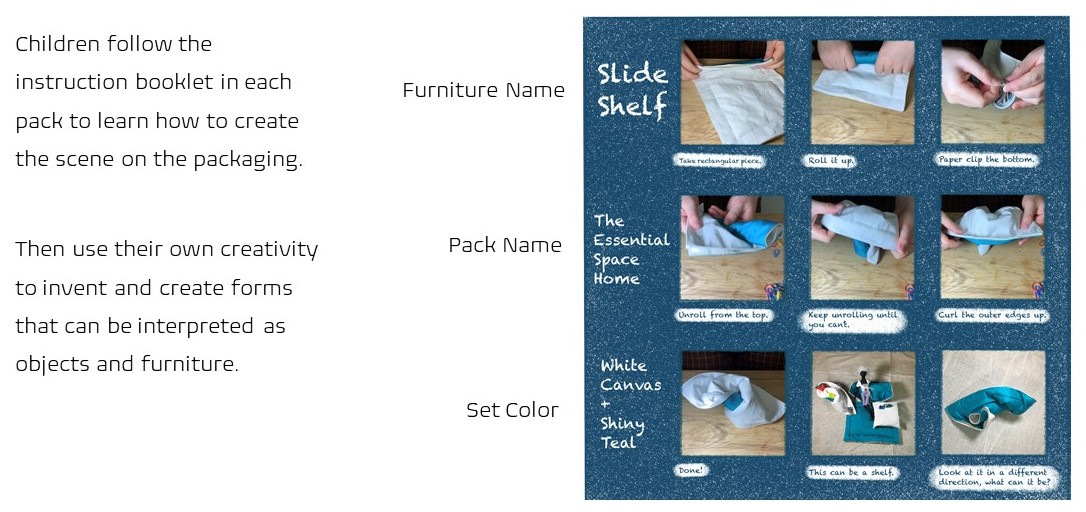 Children follow the
instruction booklet in each
pack to learn how to create
the scene on the packaging.
Then use their own creativity
to invent and create forms
that can be interpreted as
objects and furniture.
Furniture Name
Pack Name
Set Color
Slide
Shelf
Take rectangular piece.
Roll it up.
Paper clip the bottom.
The
Essential
Space
Home
Unroll from the top.
Keep unrolling until
you cant.
Curl the outer edges up.
White
Canvas
+
Shiny
Teal
Done!
This can be a shelf.
Look at it in a different
direction, what can it be?